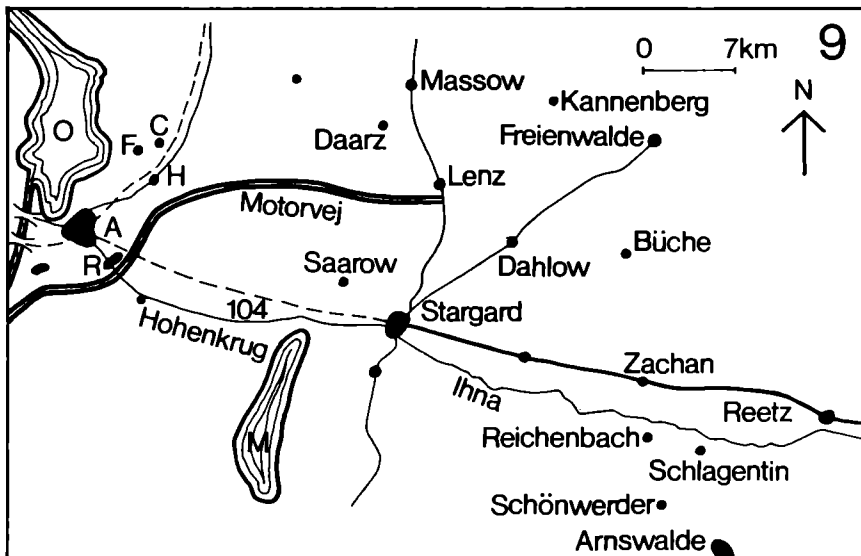 9
0 7km
N
Massow
Kannenberg
Freienwalde
Daarz
O
C
F
H
Lenz
Motorvej
A
R
Büche
Dahlow
Saarow
Stargard
104
Hohenkrug
Zachan
Ihna
Reetz
M
Reichenbach
Schlagentin
Schönwerder
Arnswalde